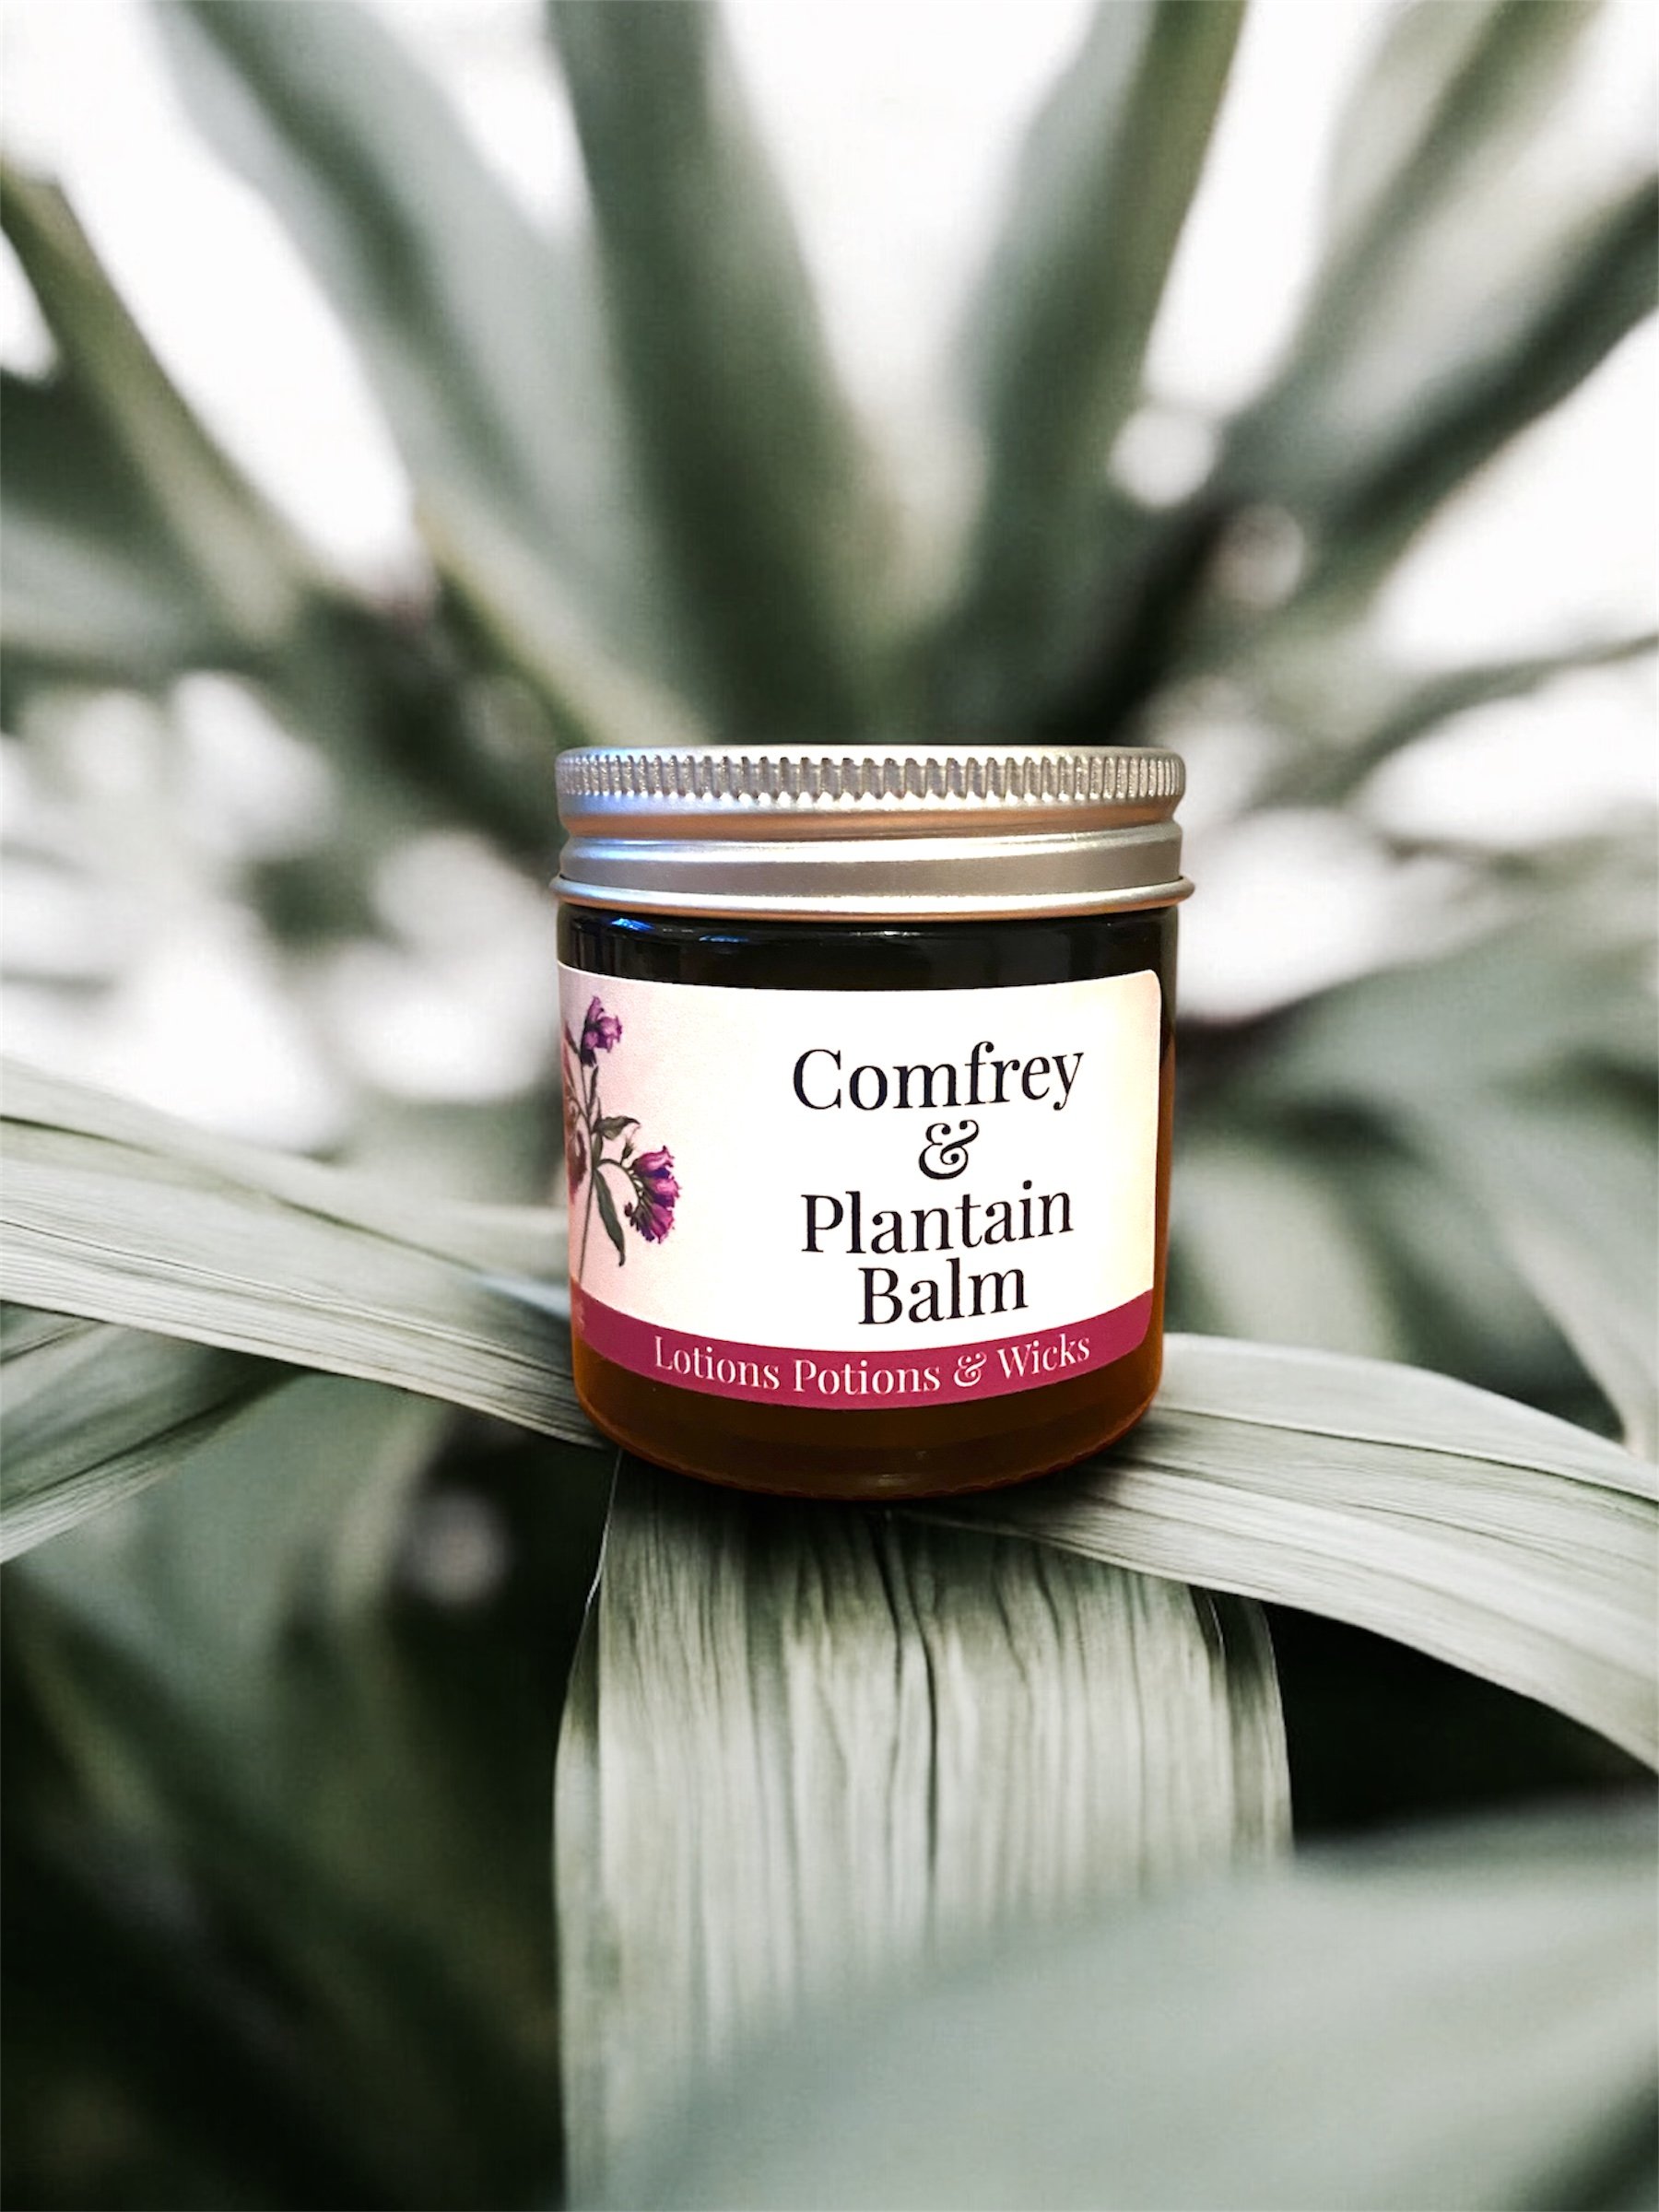 Comfrey
&
Plantain
Balm
Lotions Potions & Wicks